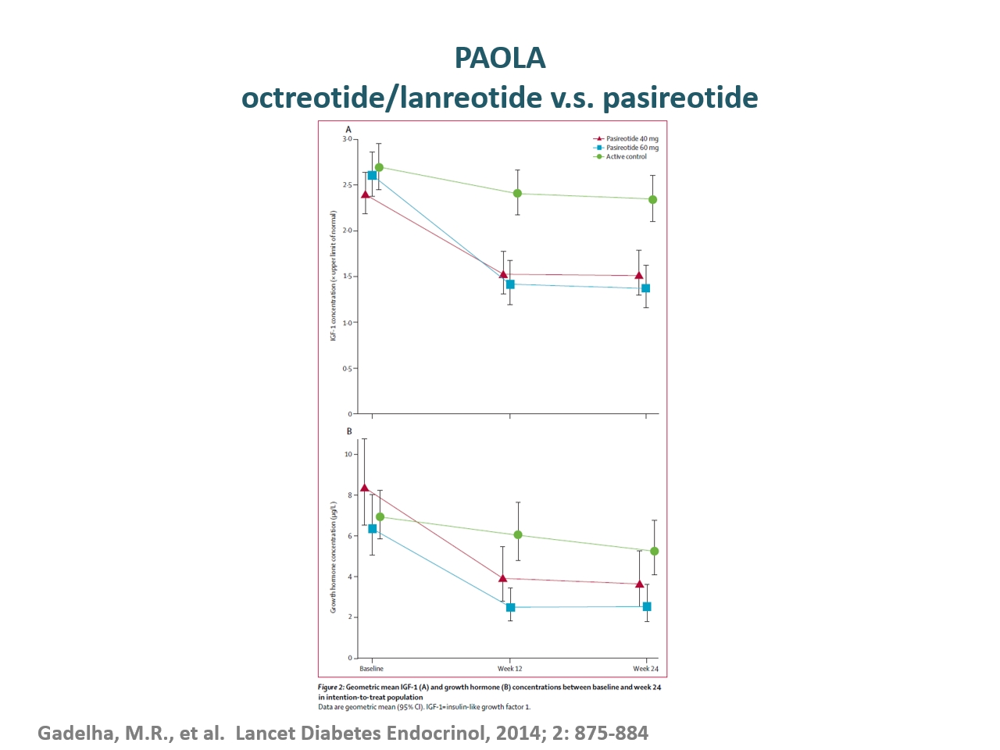 PAOLA
octreotide/lanreotide v.s. pasireotide
A
3·0
2·5
2·0
1·5
1·0
0·5
0
IGF-1 concentration (× upper limit of normal)
Pasireotide 40 mg
Pasireotide 60 mg
Active control
B
10
8
6
4
2
0
Growth hormone concentration (µg/L)
Baseline
Week 12
Week 24
Figure 2: Geometric mean IGF-1 (A) and growth hormone (B) concentrations between baseline and week 24
in intention-to-treat population
Data are geometric mean (95% CI). IGF-1=insulin-like growth factor 1.
Gadelha, M.R., et al.  Lancet Diabetes Endocrinol, 2014; 2: 875-884